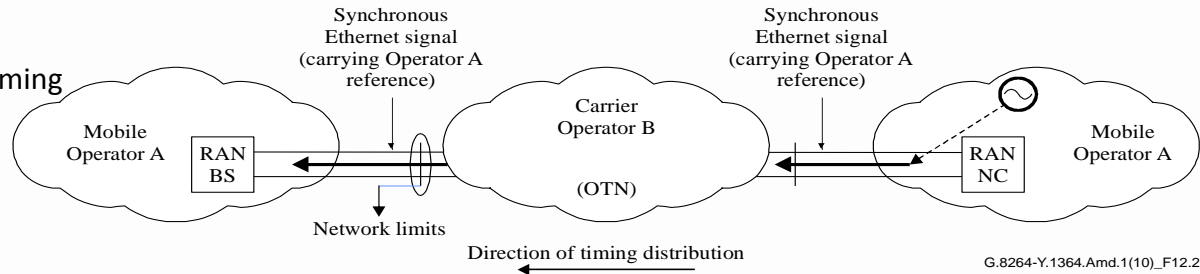 Synchronous
Ethernet signal
(carrying Operator A
reference)
Synchronous
Ethernet signal
(carrying Operator A
reference)
Mobile
Operator A
RAN
BS
Carrier
Operator B
(OTN)
RAN
NC
Mobile
Operator A
Network limits
Direction of timing distribution
G.8264-Y.1364.Amd.1(10)_F12.2